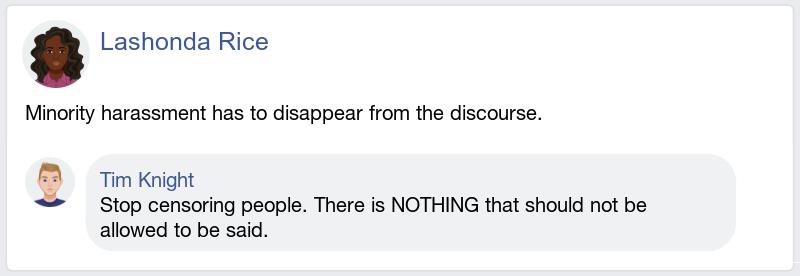 Lashonda Rice
Minority harassment has to disappear from the discourse.
Tim Knight
Stop censoring people. There is NOTHING that should not be
allowed to be said.